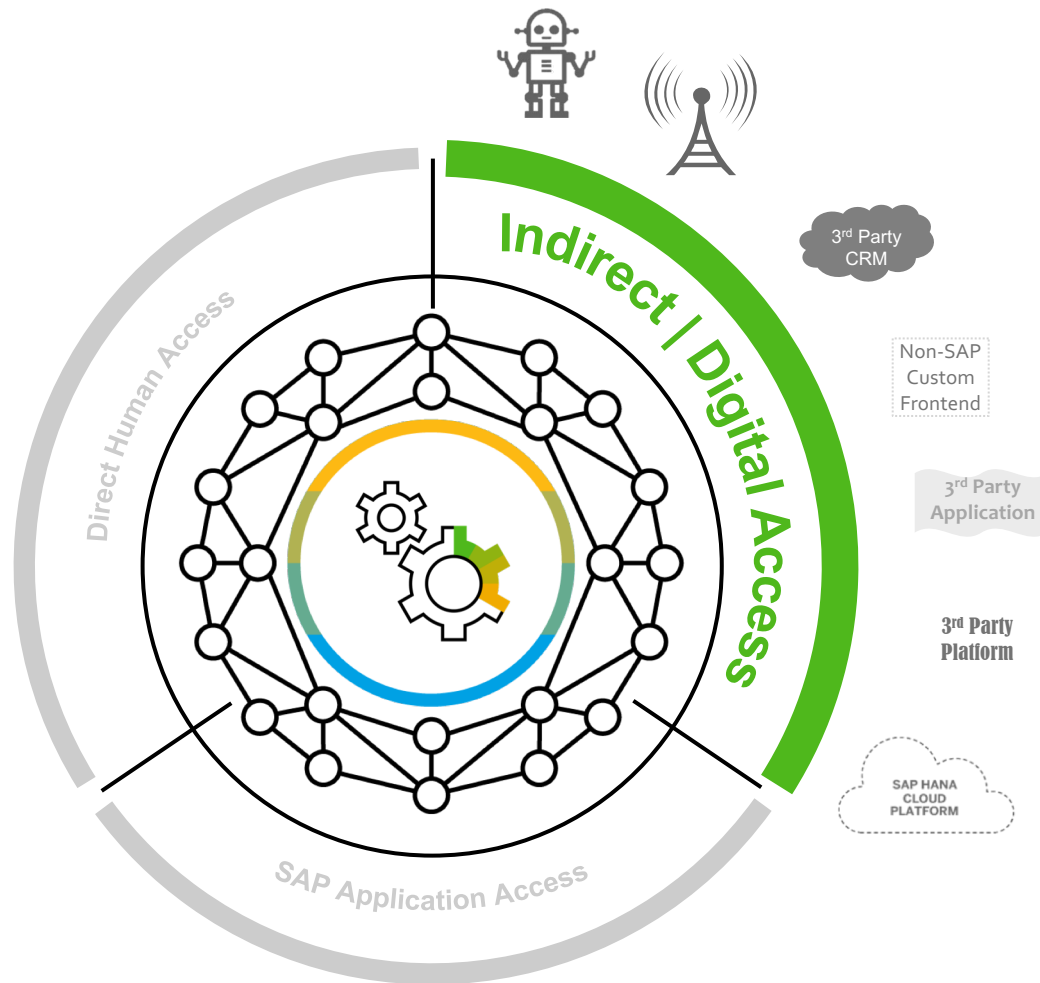 Indirect | Digital Access
3rd Party
CRM
Non-SAP
Custom
Frontend
3rd Party
Application
3rd Party
Platform
SAP HANA
CLOUD
PLATFORM
Direct Human Access
SAP Application Access